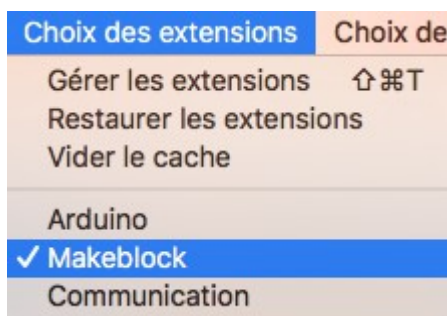 Choix des extensions Choix de
Gérer les extensions ⇧⌘T
Restaurer les extensions
Vider le cache
Arduino
✓ Makeblock
Communication